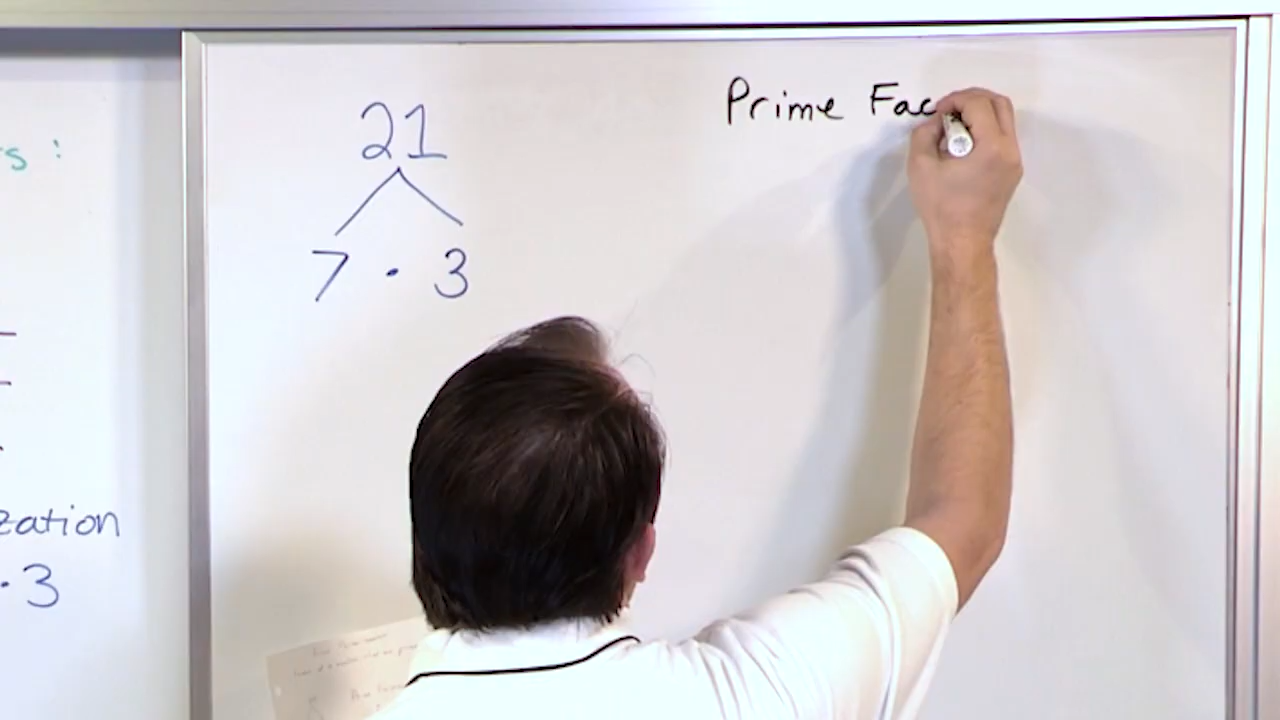 s :
zation
· 3
21
7 · 3
Prime Fac